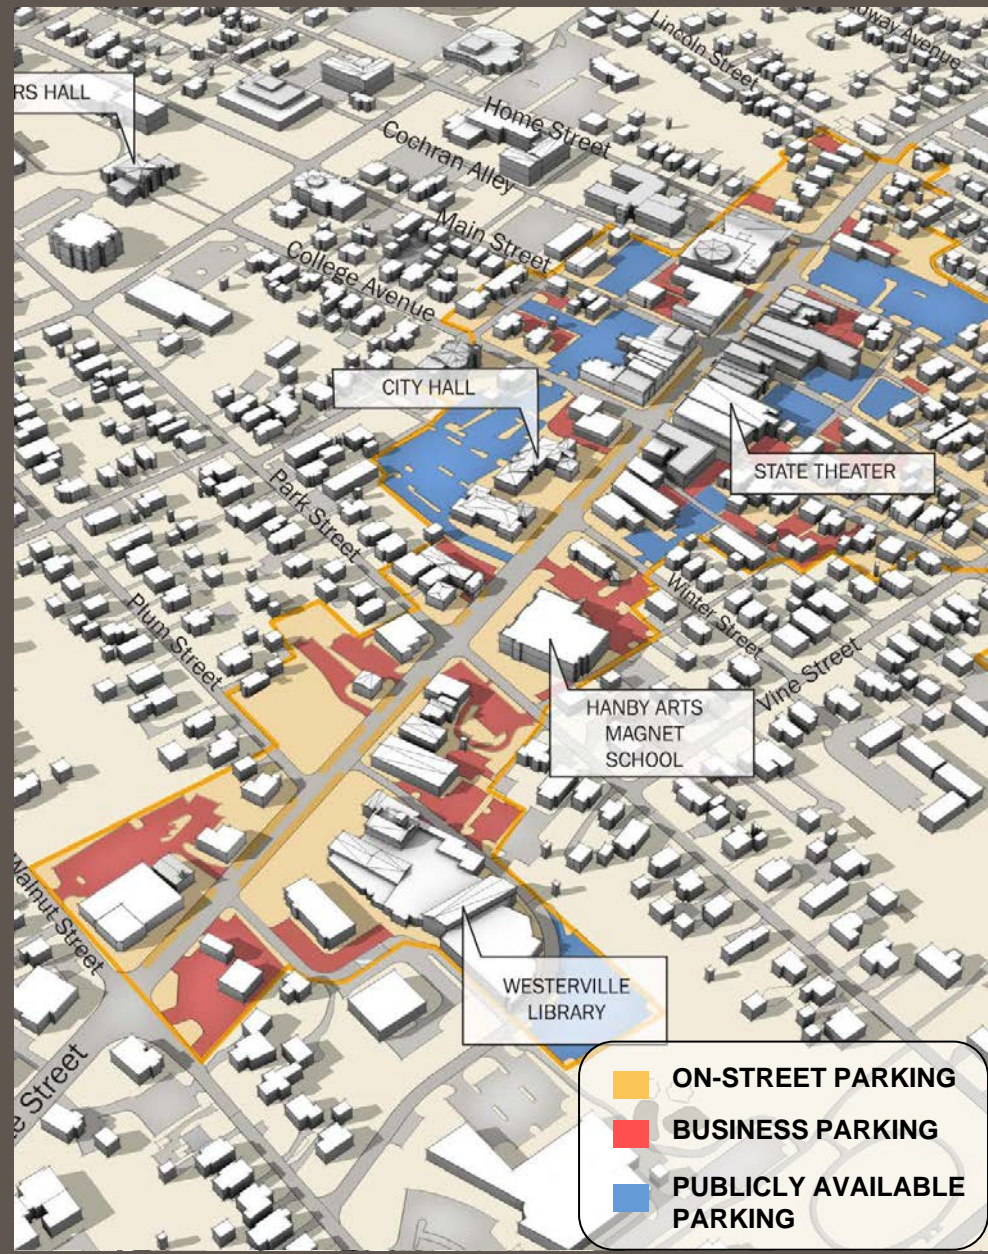 Lincoln Street
Avenue
RS HALL
Home Street
Cochran Alley
Main Street
College Avenue
CITY HALL
STATE THEATER
Park Street
Plum Street
Winter Street
Vine Street
HANBY ARTS
MAGNET
SCHOOL
Walnut Street
WESTERVILLE
LIBRARY
Street
ON-STREET PARKING
BUSINESS PARKING
PUBLICLY AVAILABLE
PARKING